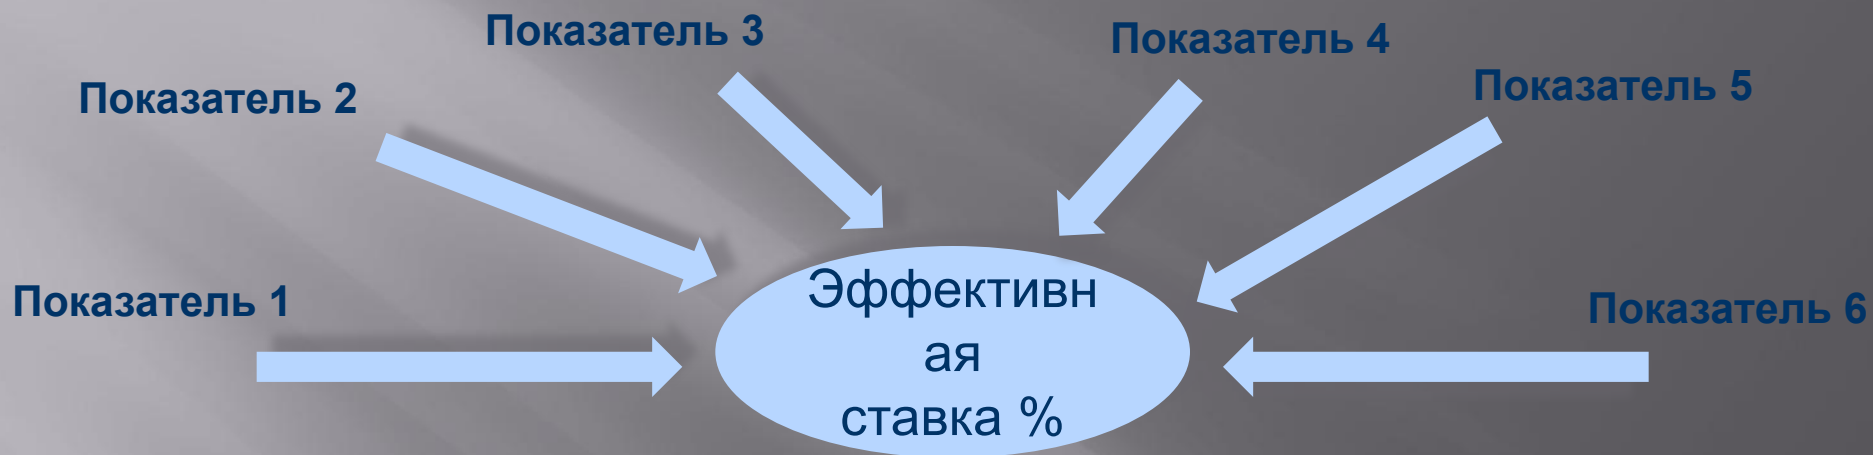 Показатель 1
Показатель 2
Показатель 3
Показатель 4
Показатель 5
Показатель 6
Эффективн
ая
ставка %